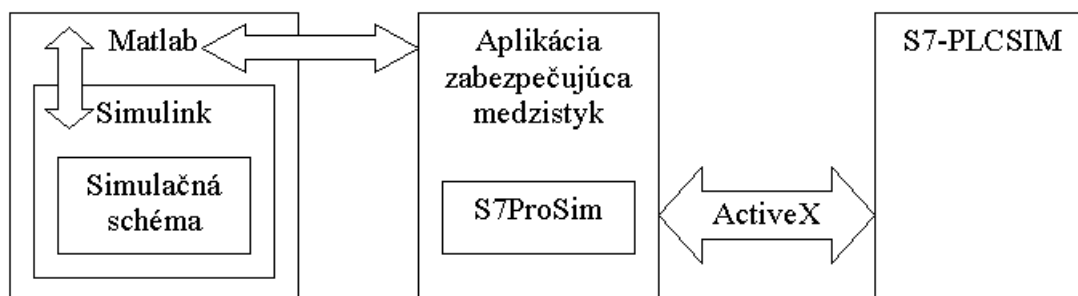 Matlab
Simulink
Simulačná
schéma
Aplikácia
zabezpečujúca
medzistyk
S7ProSim
ActiveX
S7-PLCSIM